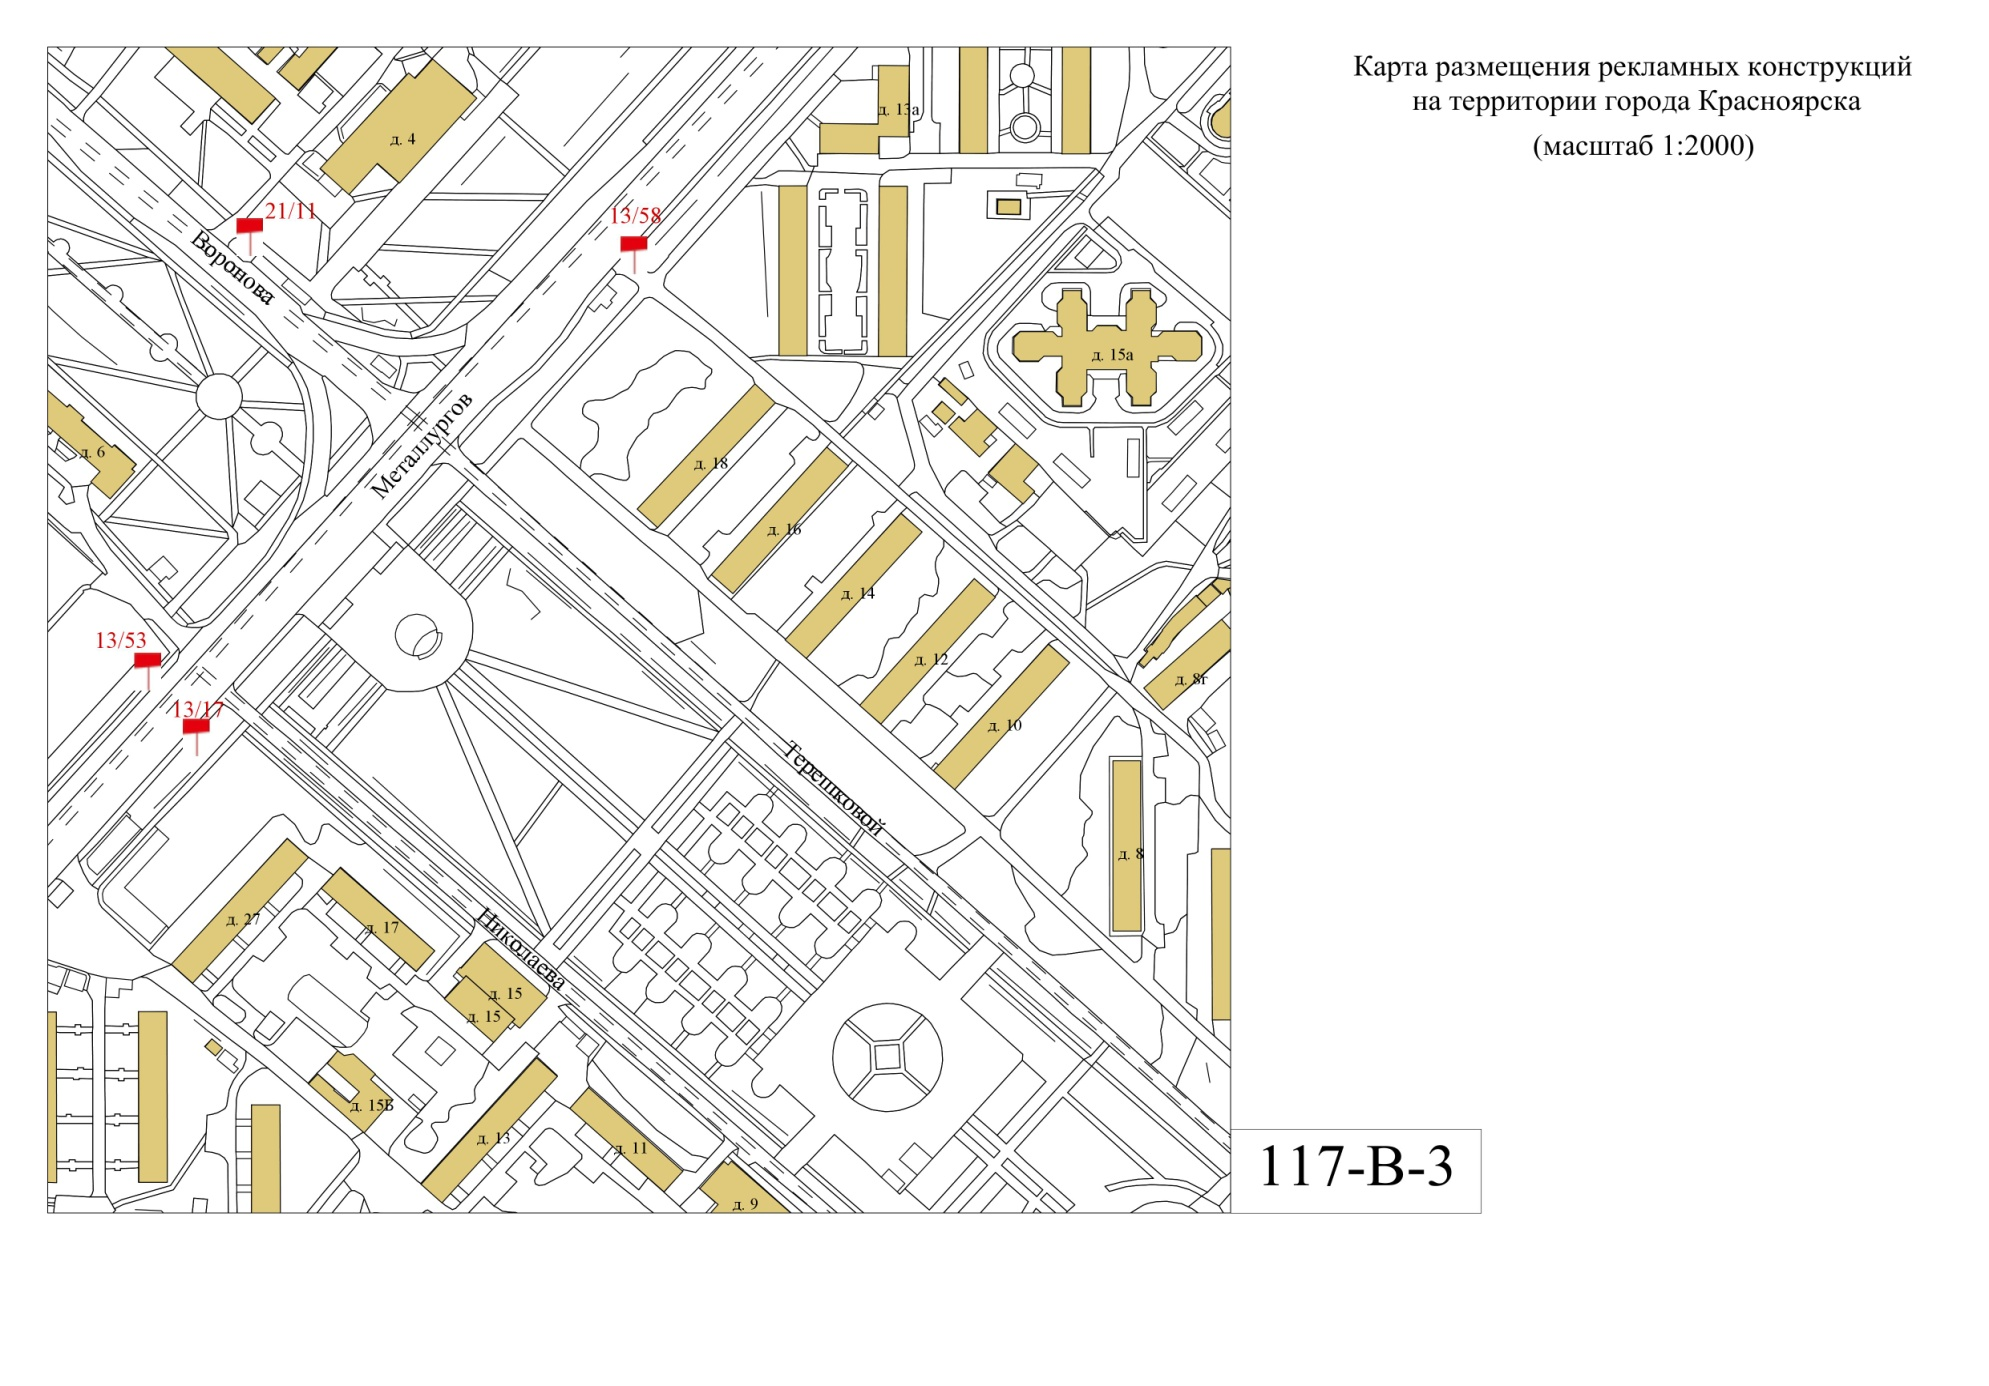 Карта размещения рекламных конструкций
на территории города Красноярска
(масштаб 1:2000)
д. 13а
д. 4
21/11
13/58
Воронова
д. 15а
Металлургов
д. 6
д. 18
д. 16
д. 14
13/53
д. 12
д. 8г
13/17
д. 10
Терешковой
д. 8
д. 27
д. 17
Николаева
д. 15
д. 15
д. 15Б
д. 13
д. 11
117-В-3
д. 9